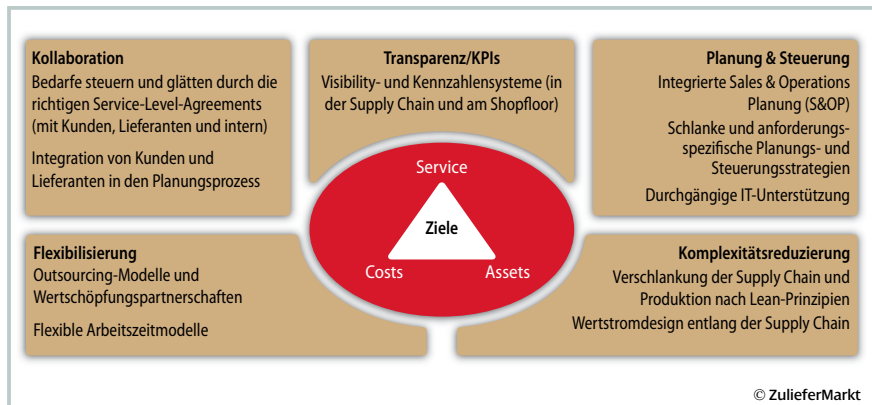 Kollaboration
Bedarfe steuern und glätten durch die
richtigen Service-Level-Agreements
(mit Kunden, Lieferanten und intern)
Integration von Kunden und
Lieferanten in den Planungsprozess
Transparenz/KPIs
Visibility- und Kennzahlensysteme (in
der Supply Chain und am Shopfloor)
Planung & Steuerung
Integrierte Sales & Operations
Planung (S&OP)
Schlanke und anforderungs-
spezifische Planungs- und
Steuerungsstrategien
Durchgängige IT-Unterstützung
Service
Ziele
Costs
Assets
Flexibilisierung
Outsourcing-Modelle und
Wertschöpfungspartnerschaften
Flexible Arbeitszeitmodelle
Komplexitätsreduzierung
Verschlankung der Supply Chain und
Produktion nach Lean-Prinzipien
Wertstromdesign entlang der Supply Chain
© ZulieferMarkt